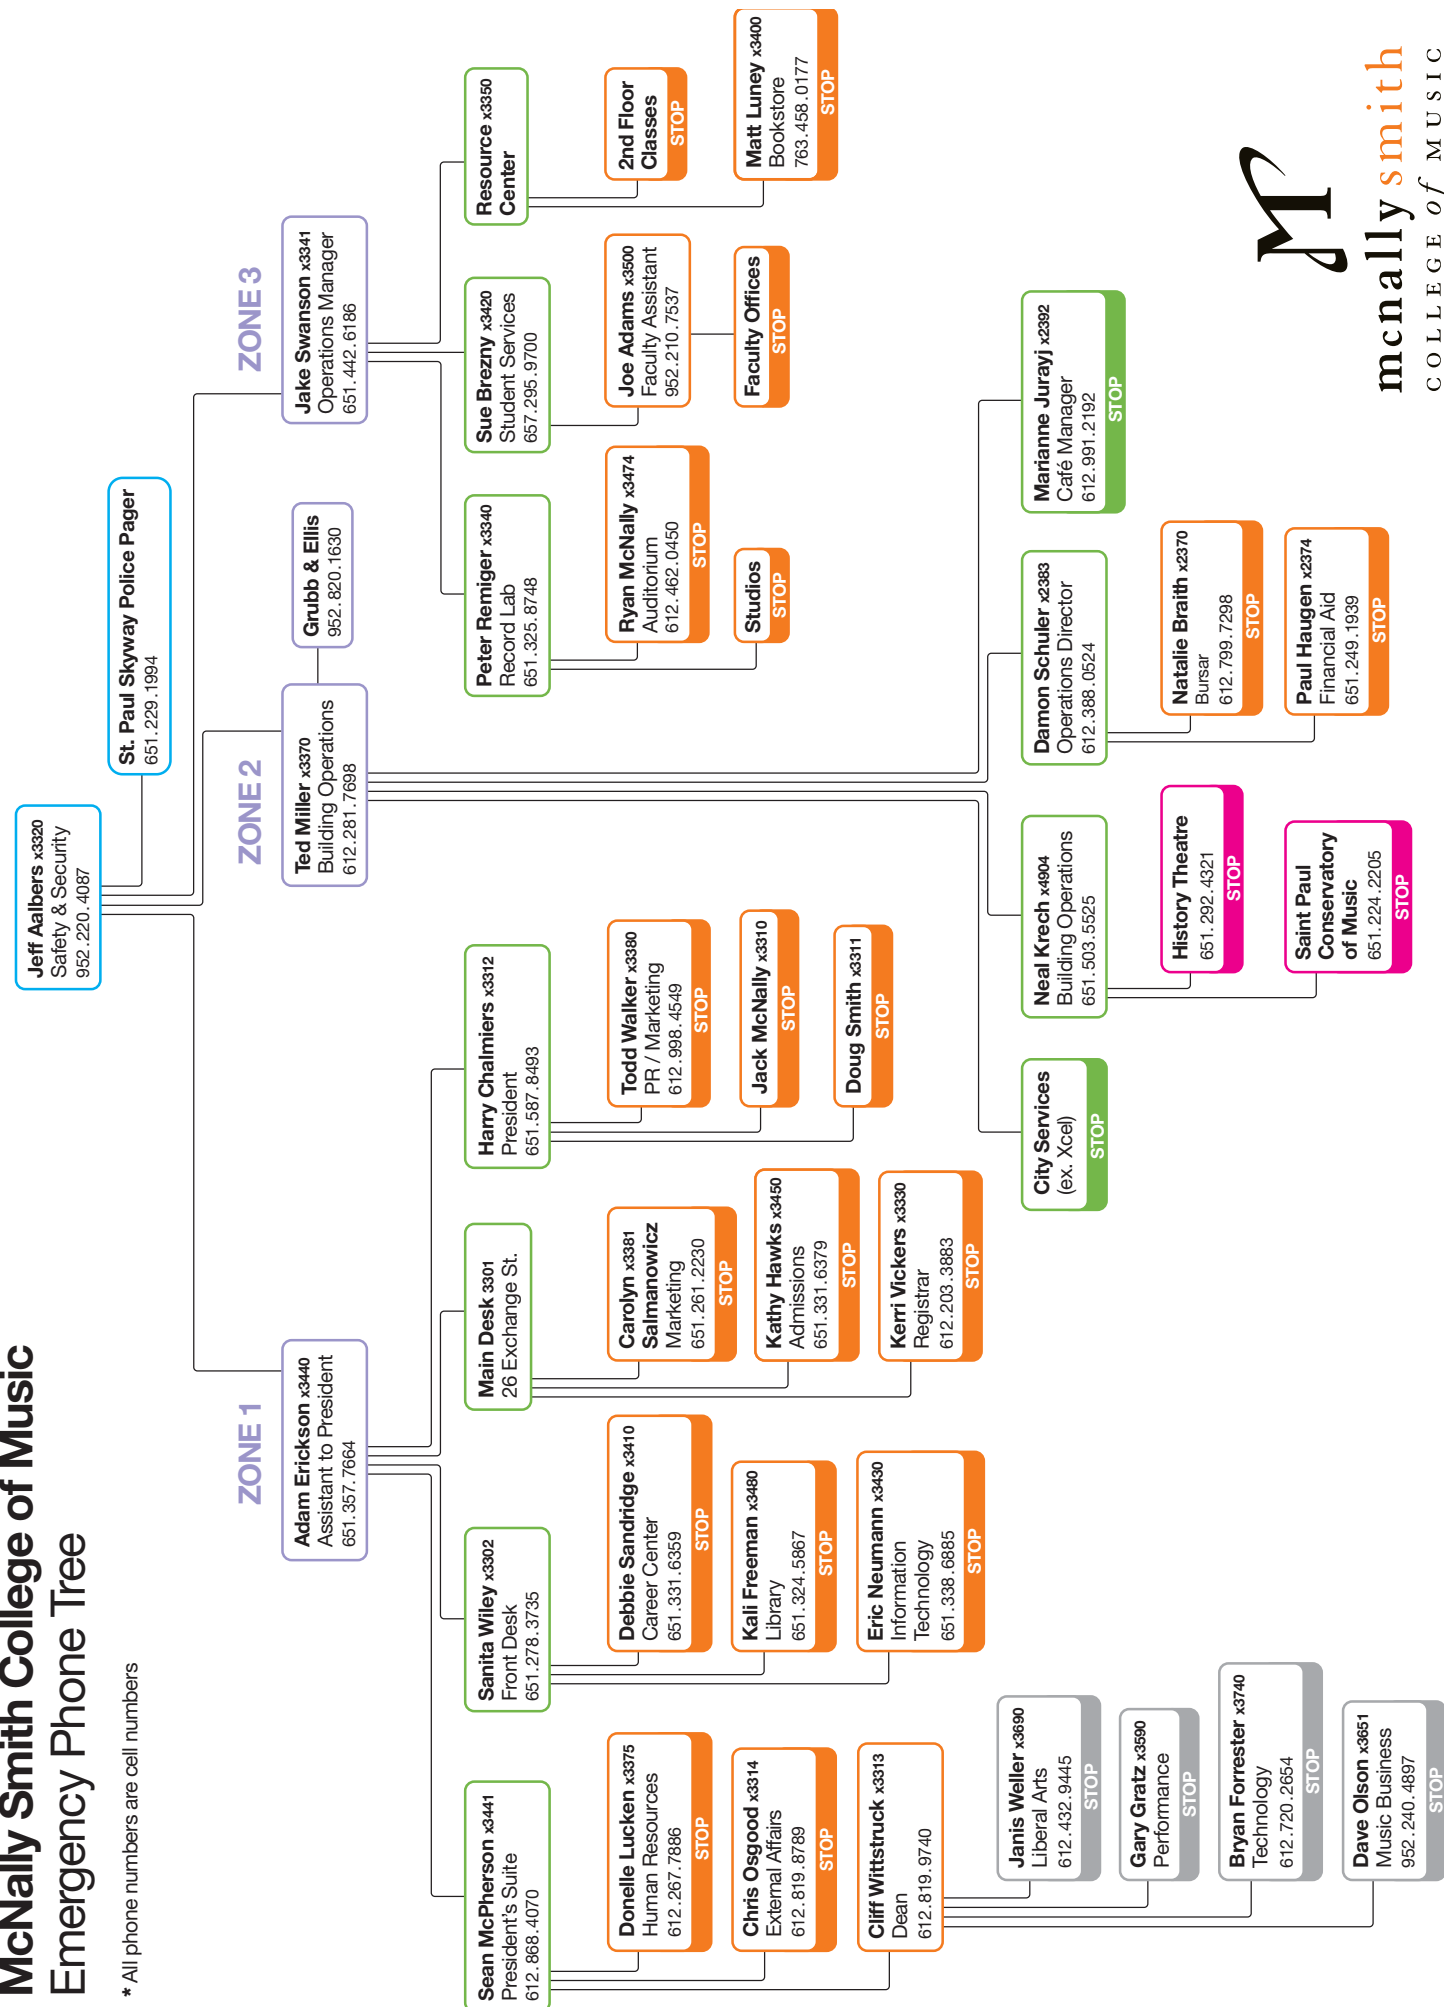 McNally Smith College of Music
Emergency Phone Tree
* All phone numbers are cell numbers
Jeff Aalbers x3320
Safety & Security
952.220.4087
St. Paul Skyway Police Pager
651.229.1994
ZONE 1
Adam Erickson x3440
Assistant to President
651.357.7664
ZONE 2
Ted Miller x3370
Building Operations
612.281.7698
Grubb & Ellis
952.820.1630
ZONE 3
Jake Swanson x3341
Operations Manager
651.442.6186
Sean McPherson x3441
President's Suite
612.868.4070
Sanita Wiley x3302
Front Desk
651.278.3735
Main Desk 3301
26 Exchange St.
Harry Chalmiers x3312
President
651.587.8493
Peter Remiger x3340
Record Lab
651.325.8748
Sue Brezny x3420
Student Services
657.295.9700
Resource x3350
Center
Donelle Lucken x3375
Human Resources
612.267.7886
STOP
Chris Osgood x3314
External Affairs
612.819.8789
STOP
Cliff Wittstruck x3313
Dean
612.819.9740
Janis Weller x3690
Liberal Arts
612.432.9445
STOP
Gary Gratz x3590
Performance
STOP
Bryan Forrester x3740
Technology
612.720.2654
STOP
Dave Olson x3651
Music Business
952.240.4897
STOP
Debbie Sandridge x3410
Career Center
651.331.6359
STOP
Kali Freeman x3480
Library
651.324.5867
STOP
Eric Neumann x3430
Information
Technology
651.338.6885
STOP
Carolyn x3381
Salmanowicz
Marketing
651.261.2230
STOP
Kathy Hawks x3450
Admissions
651.331.6379
STOP
Kerri Vickers x3330
Registrar
612.203.3883
STOP
Todd Walker x3380
PR / Marketing
612.998.4549
STOP
Jack McNally x3310
STOP
Doug Smith x3311
STOP
Ryan McNally x3474
Auditorium
612.462.0450
STOP
Studios
STOP
Joe Adams x3500
Faculty Assistant
952.210.7537
Faculty Offices
STOP
2nd Floor
Classes
STOP
Matt Luney x3400
Bookstore
763.458.0177
STOP
City Services
(ex. Xcel)
STOP
Neal Krech x4904
Building Operations
651.503.5525
History Theatre
651.292.4321
STOP
Saint Paul
Conservatory
of Music
651.224.2205
STOP
Damon Schuler x2383
Operations Director
612.388.0524
Natalie Braith x2370
Bursar
612.799.7298
STOP
Paul Haugen x2374
Financial Aid
651.249.1939
STOP
Marianne Jurayj x2392
Café Manager
612.991.2192
STOP
M
mcnally smith
COLLEGE of MUSIC